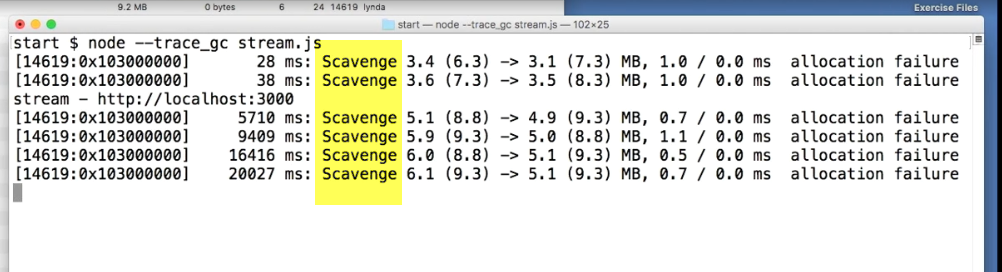 9.2 MB 0 bytes 6 24 14619 lynda
Exercise Files
start — node --trace_gc stream.js — 102×25
start $ node --trace_gc stream.js
[14619:0x103000000] 28 ms: Scavenge 3.4 (6.3) -> 3.1 (7.3) MB, 1.0 / 0.0 ms allocation failure
[14619:0x103000000] 38 ms: Scavenge 3.6 (7.3) -> 3.5 (8.3) MB, 1.0 / 0.0 ms allocation failure
stream - http://localhost:3000
[14619:0x103000000] 5710 ms: Scavenge 5.1 (8.8) -> 4.9 (9.3) MB, 0.7 / 0.0 ms allocation failure
[14619:0x103000000] 9409 ms: Scavenge 5.9 (9.3) -> 5.0 (8.8) MB, 1.1 / 0.0 ms allocation failure
[14619:0x103000000] 16416 ms: Scavenge 6.0 (8.8) -> 5.1 (9.3) MB, 0.5 / 0.0 ms allocation failure
[14619:0x103000000] 20027 ms: Scavenge 6.1 (9.3) -> 5.1 (9.3) MB, 0.7 / 0.0 ms allocation failure